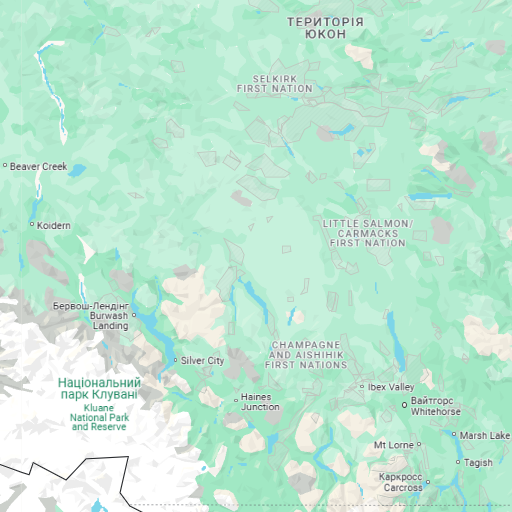 ТЕРИТОРІЯ
ЮКОН
SELKIRK
FIRST NATION
Beaver Creek
Koidern
LITTLE SALMON/
CARMACKS
FIRST NATION
Бервош-Лендінг
Burwash
Landing
CHAMPAGNE
AND AISHIHIK
FIRST NATIONS
Silver City
Національний
парк Клувані
Kluane
National Park
and Reserve
Haines
Junction
Ibex Valley
Вайтгорс
Whitehorse
Mt Lorne
Marsh Lake
Tagish
Каркросс
Carcross